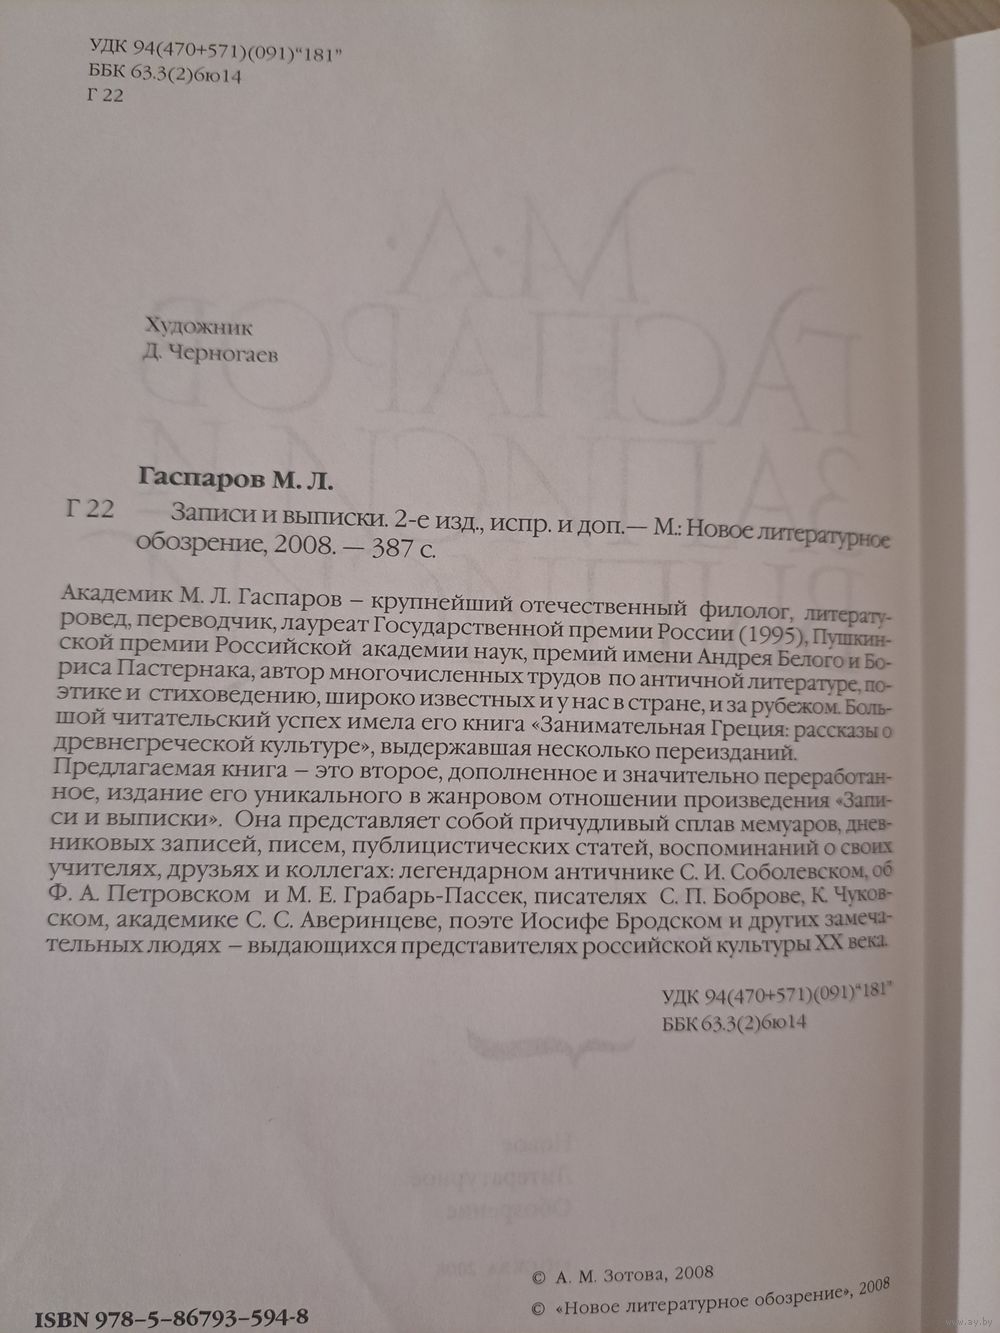 УДК 94(470+571)(091)“181”
ББК 63.3(2)6ю14
Г 22
Художник
Д. Черногаев
Гаспаров М. Л.
Г 22 Записи и выписки. 2-е изд., испр. и доп.— М.: Новое литературное
обозрение, 2008. — 387 с.
Академик М. Л. Гаспаров – крупнейший отечественный филолог, литерату-
ровед, переводчик, лауреат Государственной премии России (1995), Пушкин-
ской премии Российской академии наук, премий имени Андрея Белого и Бо-
риса Пастернака, автор многочисленных трудов по античной литературе, по-
этике и стиховедению, широко известных и у нас в стране, и за рубежом. Боль-
шой читательский успех имела его книга «Занимательная Греция: рассказы о
древнегреческой культуре», выдержавшая несколько переизданий.
Предлагаемая книга – это второе, дополненное и значительно переработан-
ное, издание его уникального в жанровом отношении произведения «Запи-
си и выписки». Она представляет собой причудливый сплав мемуаров, днев-
никовых записей, писем, публицистических статей, воспоминаний о своих
учителях, друзьях и коллегах: легендарном античнике С. И. Соболевском, об
Ф. А. Петровском и М. Е. Грабарь-Пассек, писателях С. П. Боброве, К. Чуков-
ском, академике С. С. Аверинцеве, поэте Иосифе Бродском и других замеча-
тельных людях – выдающихся представителях российской культуры XX века.
УДК 94(470+571)(091)“181”
ББК 63.3(2)6ю14
© А. М. Зотова, 2008
© «Новое литературное обозрение», 2008
ISBN 978–5–86793–594-8
www.ay.by